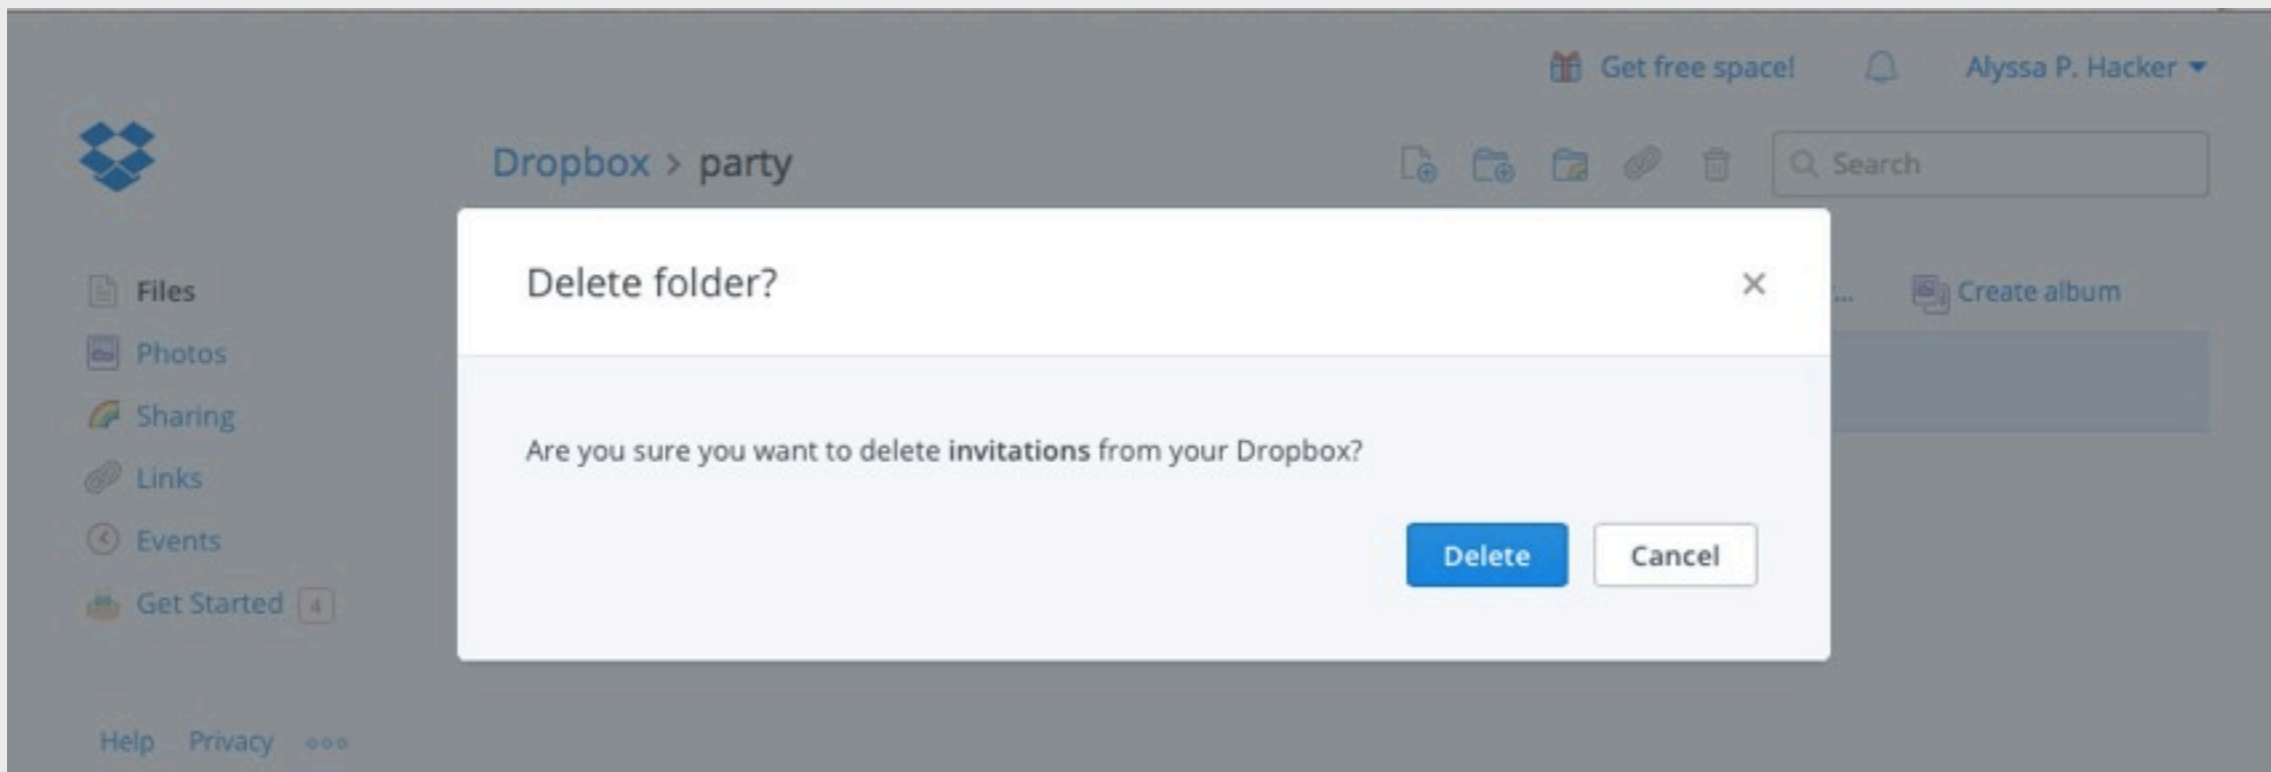 Get free space!
Alyssa P. Hacker
Dropbox > party
Search
Files
Photos
Sharing
Links
Events
Get Started 4
Help Privacy
Delete folder?
Are you sure you want to delete invitations from your Dropbox?
Delete Cancel
... Create album